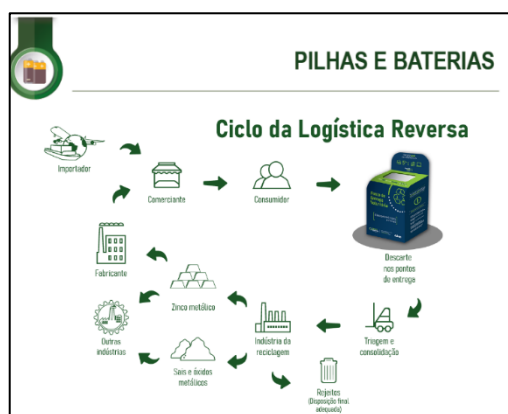 PILHAS E BATERIAS
Ciclo da Logística Reversa
Importador
Comerciante
Consumidor
Descarte
nos pontos
de entrega
Fabricante
Zinco metálico
Outras
indústrias
Sais e óxidos
metálicos
Indústria da
reciclagem
Triagem e
consolidação
Rejeitos
(Disposição final
adequada)